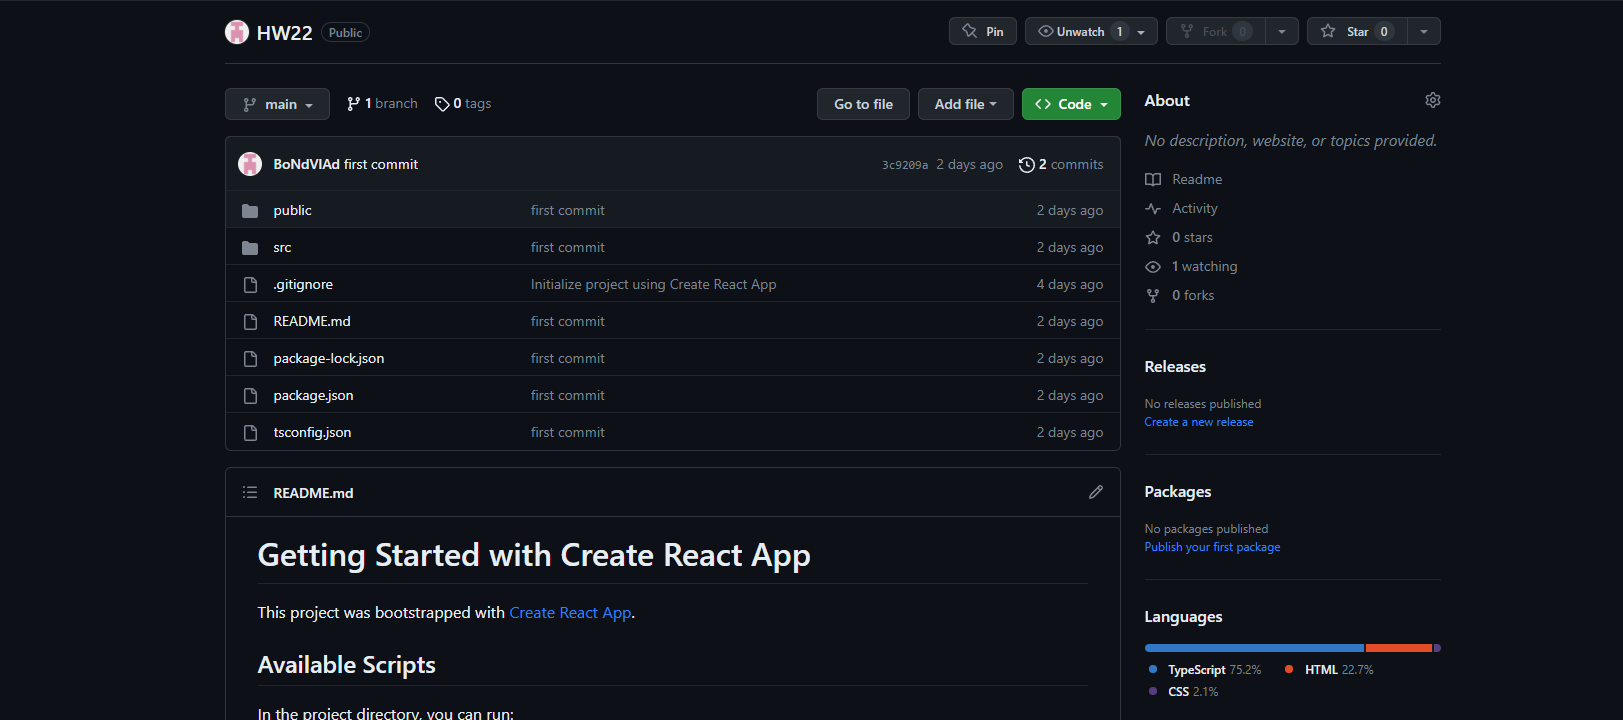 HW22 Public Pin Unwatch 1 Fork 0 Star 0
main 1 branch 0 tags Go to file Add file Code
BoNdVIAd first commit 3c9209a 2 days ago 2 commits
public first commit 2 days ago
src first commit 2 days ago
.gitignore Initialize project using Create React App 4 days ago
README.md first commit 2 days ago
package-lock.json first commit 2 days ago
package.json first commit 2 days ago
tsconfig.json first commit 2 days ago
README.md
Getting Started with Create React App
This project was bootstrapped with Create React App.
Available Scripts
In the project directory, you can run:
About
No description, website, or topics provided.
Readme
Activity
0 stars
1 watching
0 forks
Releases
No releases published
Create a new release
Packages
No packages published
Publish your first package
Languages
TypeScript 75.2% HTML 22.7%
CSS 2.1%